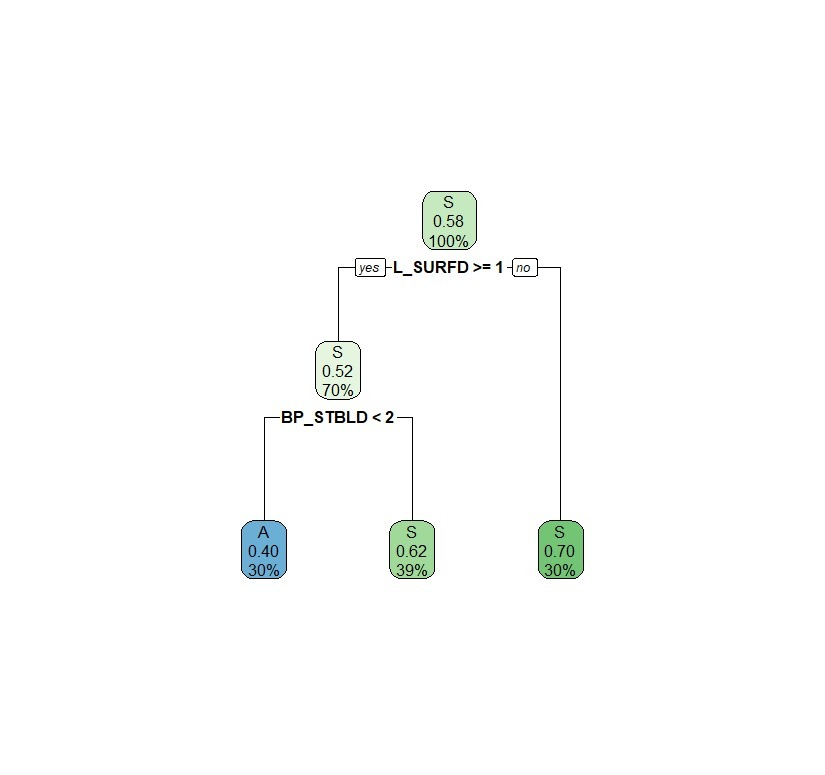 S
0.58
100%
yes L_SURFD >= 1 no
S
0.52
70%
BP_STBLD < 2
A
0.40
30%
S
0.62
39%
S
0.70
30%